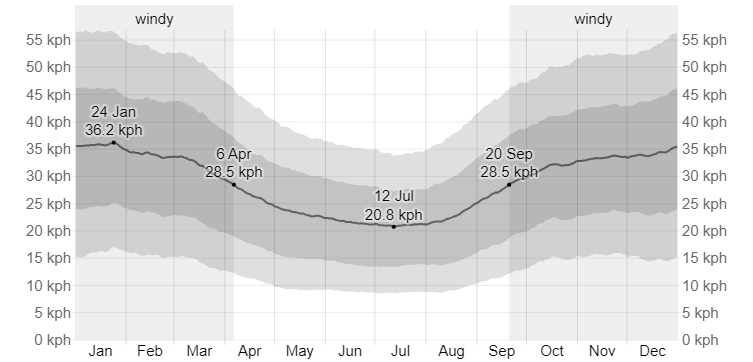 windy windy
55 kph 55 kph
50 kph 50 kph
45 kph 45 kph
24 Jan
36.2 kph
40 kph 40 kph
35 kph 35 kph
6 Apr
28.5 kph
20 Sep
28.5 kph
30 kph 30 kph
12 Jul
20.8 kph
25 kph 25 kph
20 kph 20 kph
15 kph 15 kph
10 kph 10 kph
5 kph 5 kph
0 kph 0 kph
Jan Feb Mar Apr May Jun Jul Aug Sep Oct Nov Dec